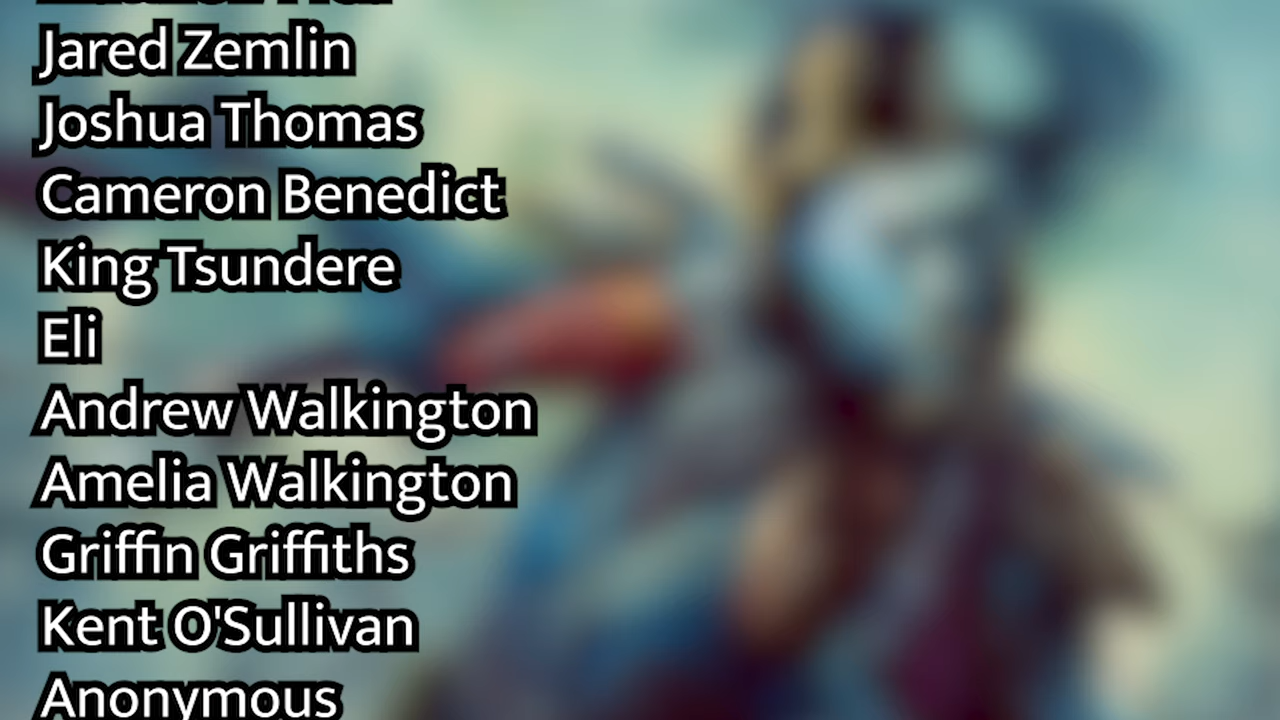 Jared Zemlin
Joshua Thomas
Cameron Benedict
King Tsundere
Eli
Andrew Walkington
Amelia Walkington
Griffin Griffiths
Kent O'Sullivan
Anonymous